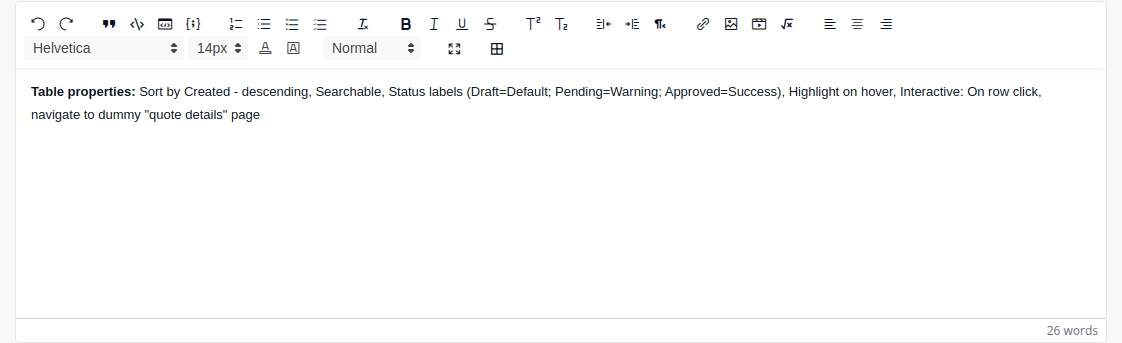 Helvetica 14px Normal
Table properties: Sort by Created - descending, Searchable, Status labels (Draft=Default; Pending=Warning; Approved=Success), Highlight on hover, Interactive: On row click,
navigate to dummy "quote details" page
26 words